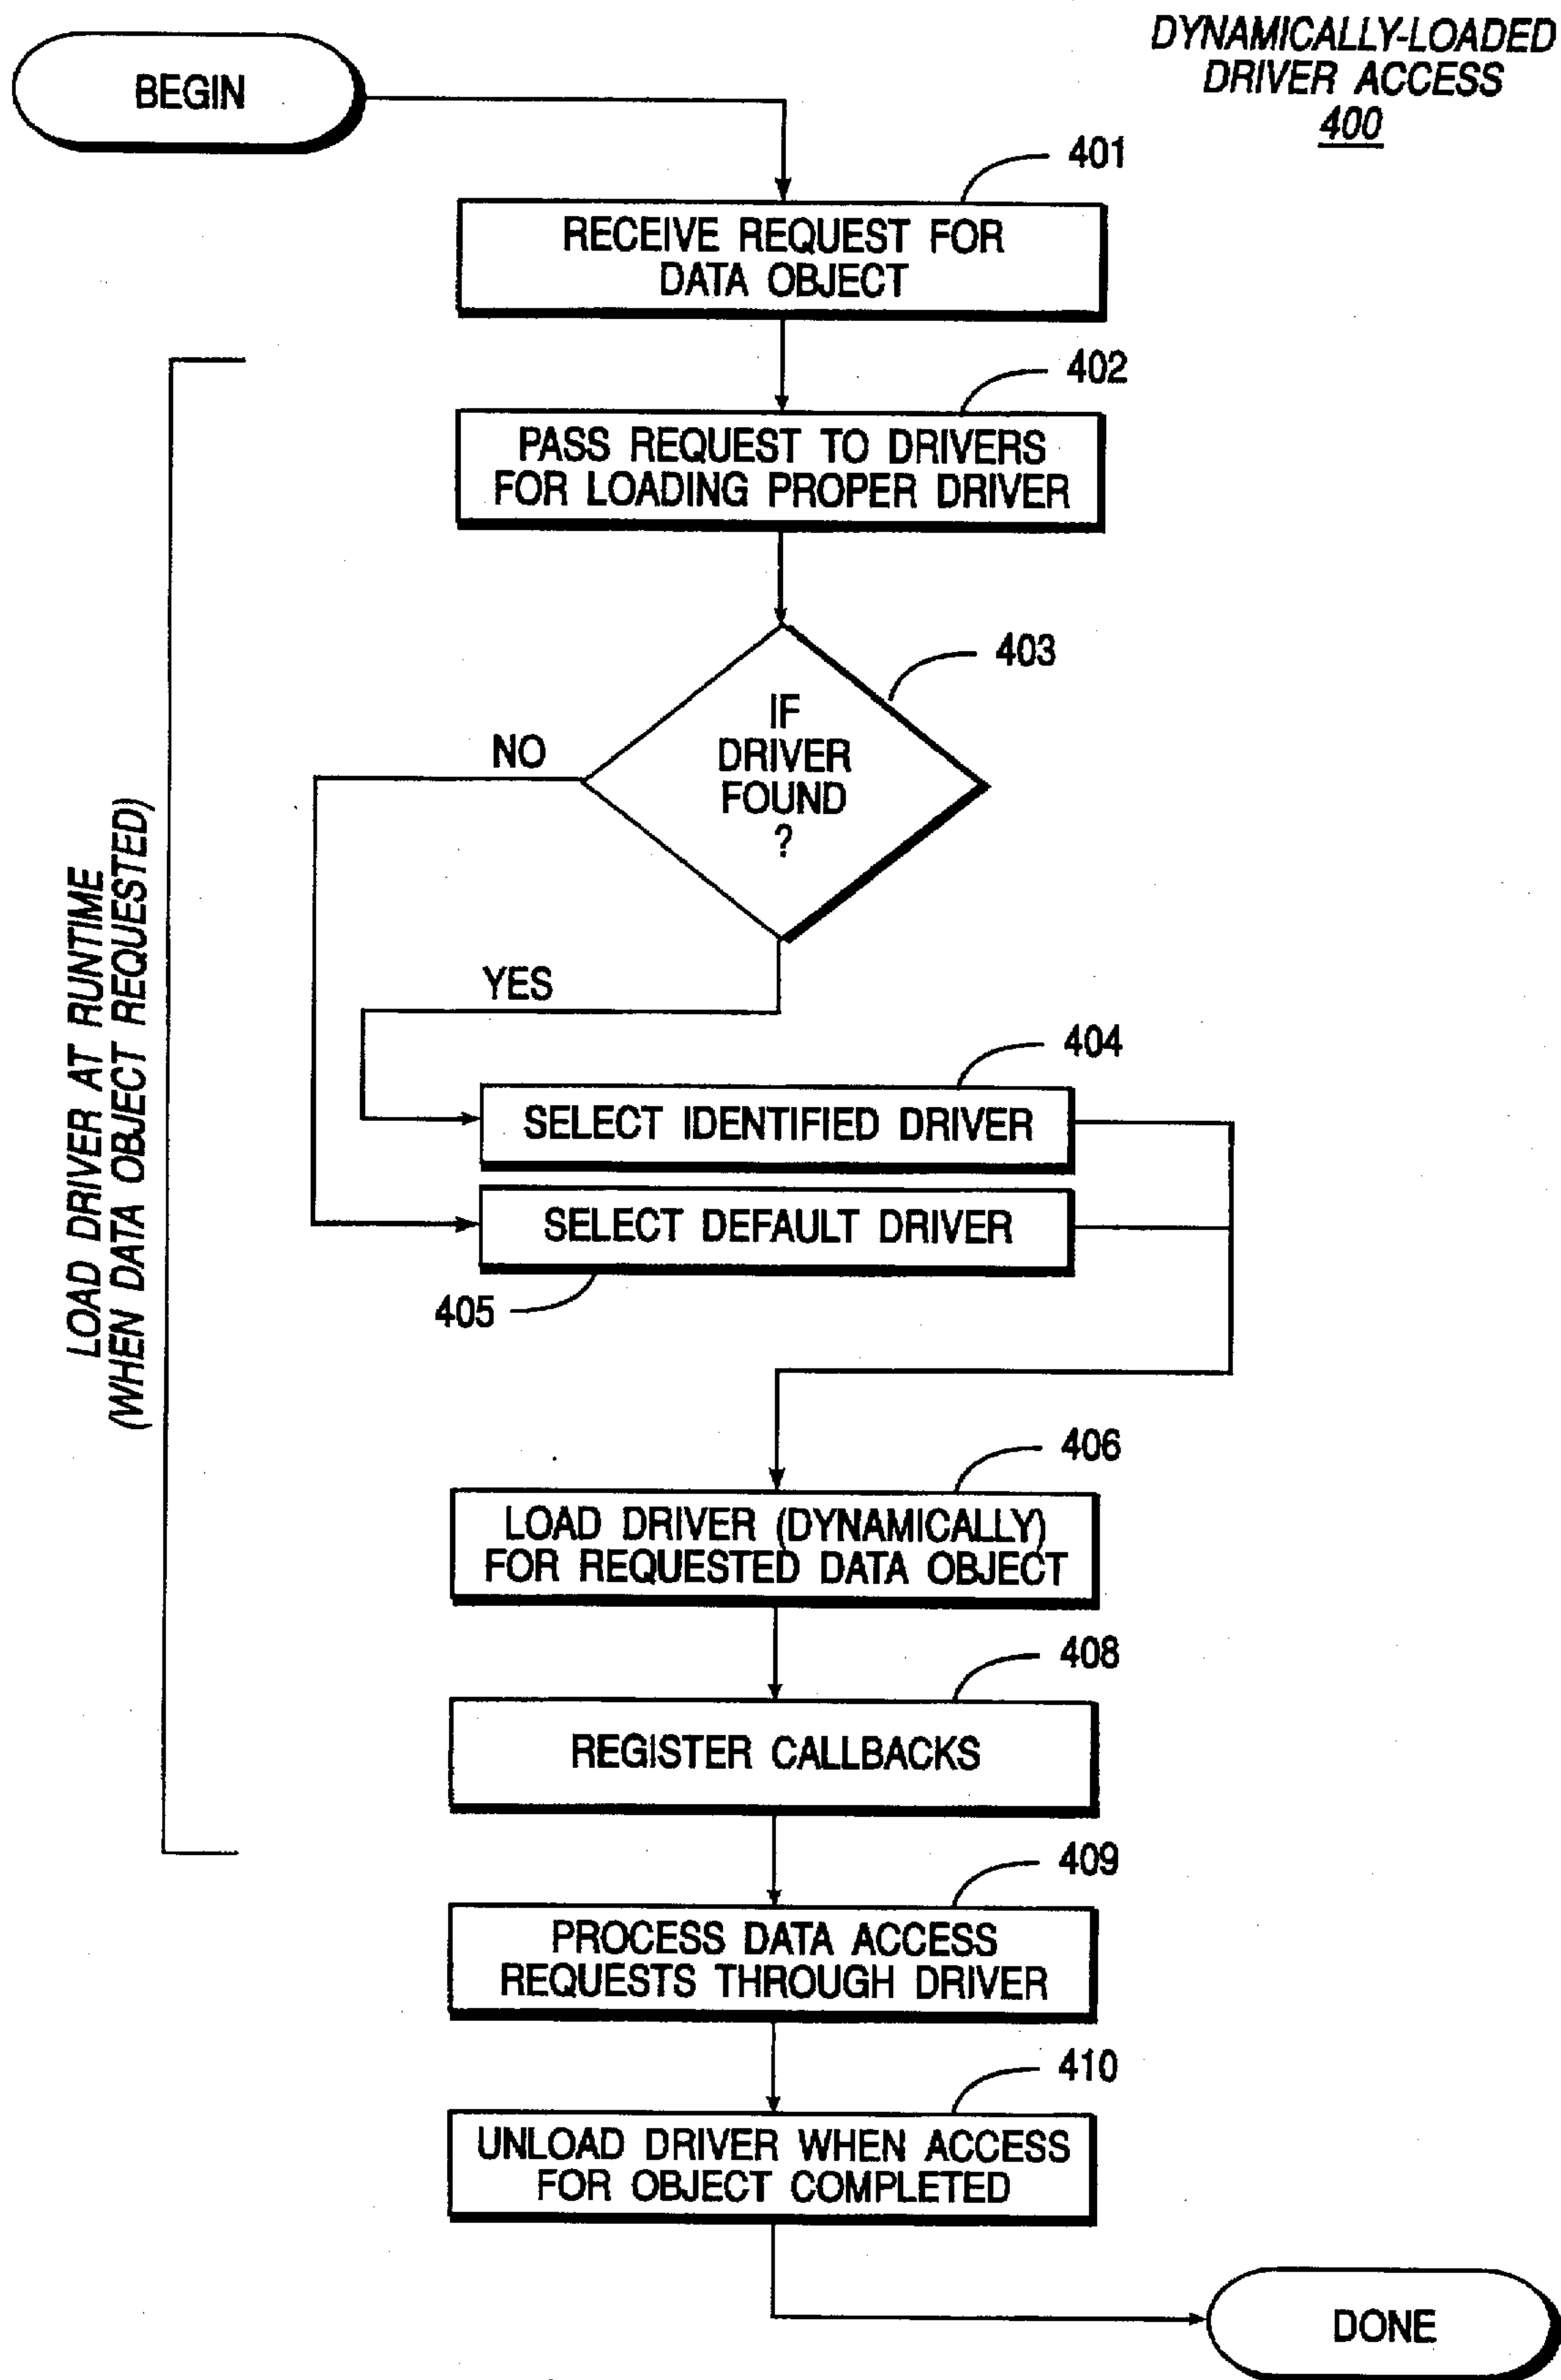 DYNAMICALLY-LOADED
DRIVER ACCESS
400
BEGIN
401
RECEIVE REQUEST FOR
DATA OBJECT
402
PASS REQUEST TO DRIVERS
FOR LOADING PROPER DRIVER
403
IF
DRIVER
FOUND
?
NO
YES
LOAD DRIVER AT RUNTIME
(WHEN DATA OBJECT REQUESTED)
404
SELECT IDENTIFIED DRIVER
SELECT DEFAULT DRIVER
405
406
LOAD DRIVER (DYNAMICALLY)
FOR REQUESTED DATA OBJECT
408
REGISTER CALLBACKS
409
PROCESS DATA ACCESS
REQUESTS THROUGH DRIVER
410
UNLOAD DRIVER WHEN ACCESS
FOR OBJECT COMPLETED
DONE